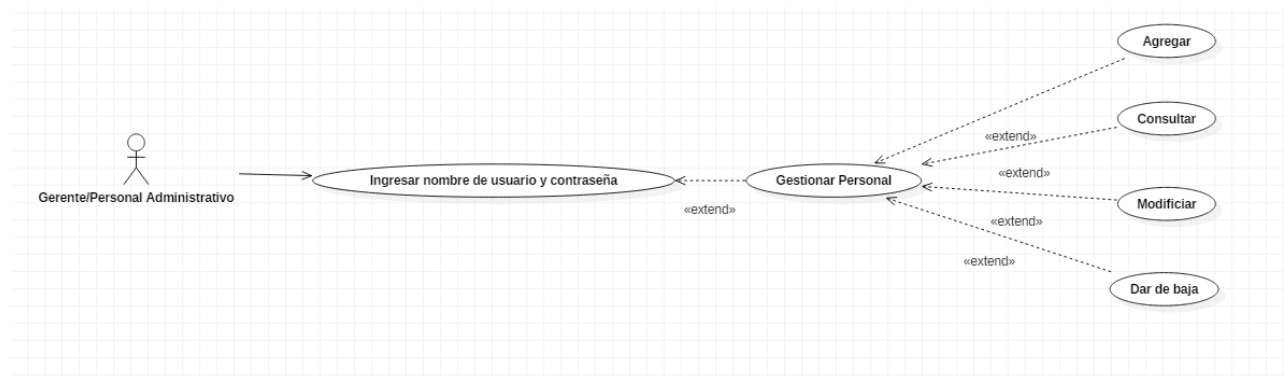 Agregar
Consultar
«extend»
Gerente/Personal Administrativo
Ingresar nombre de usuario y contraseña
Gestionar Personal
«extend»
«extend»
Modificiar
«extend»
«extend»
Dar de baja